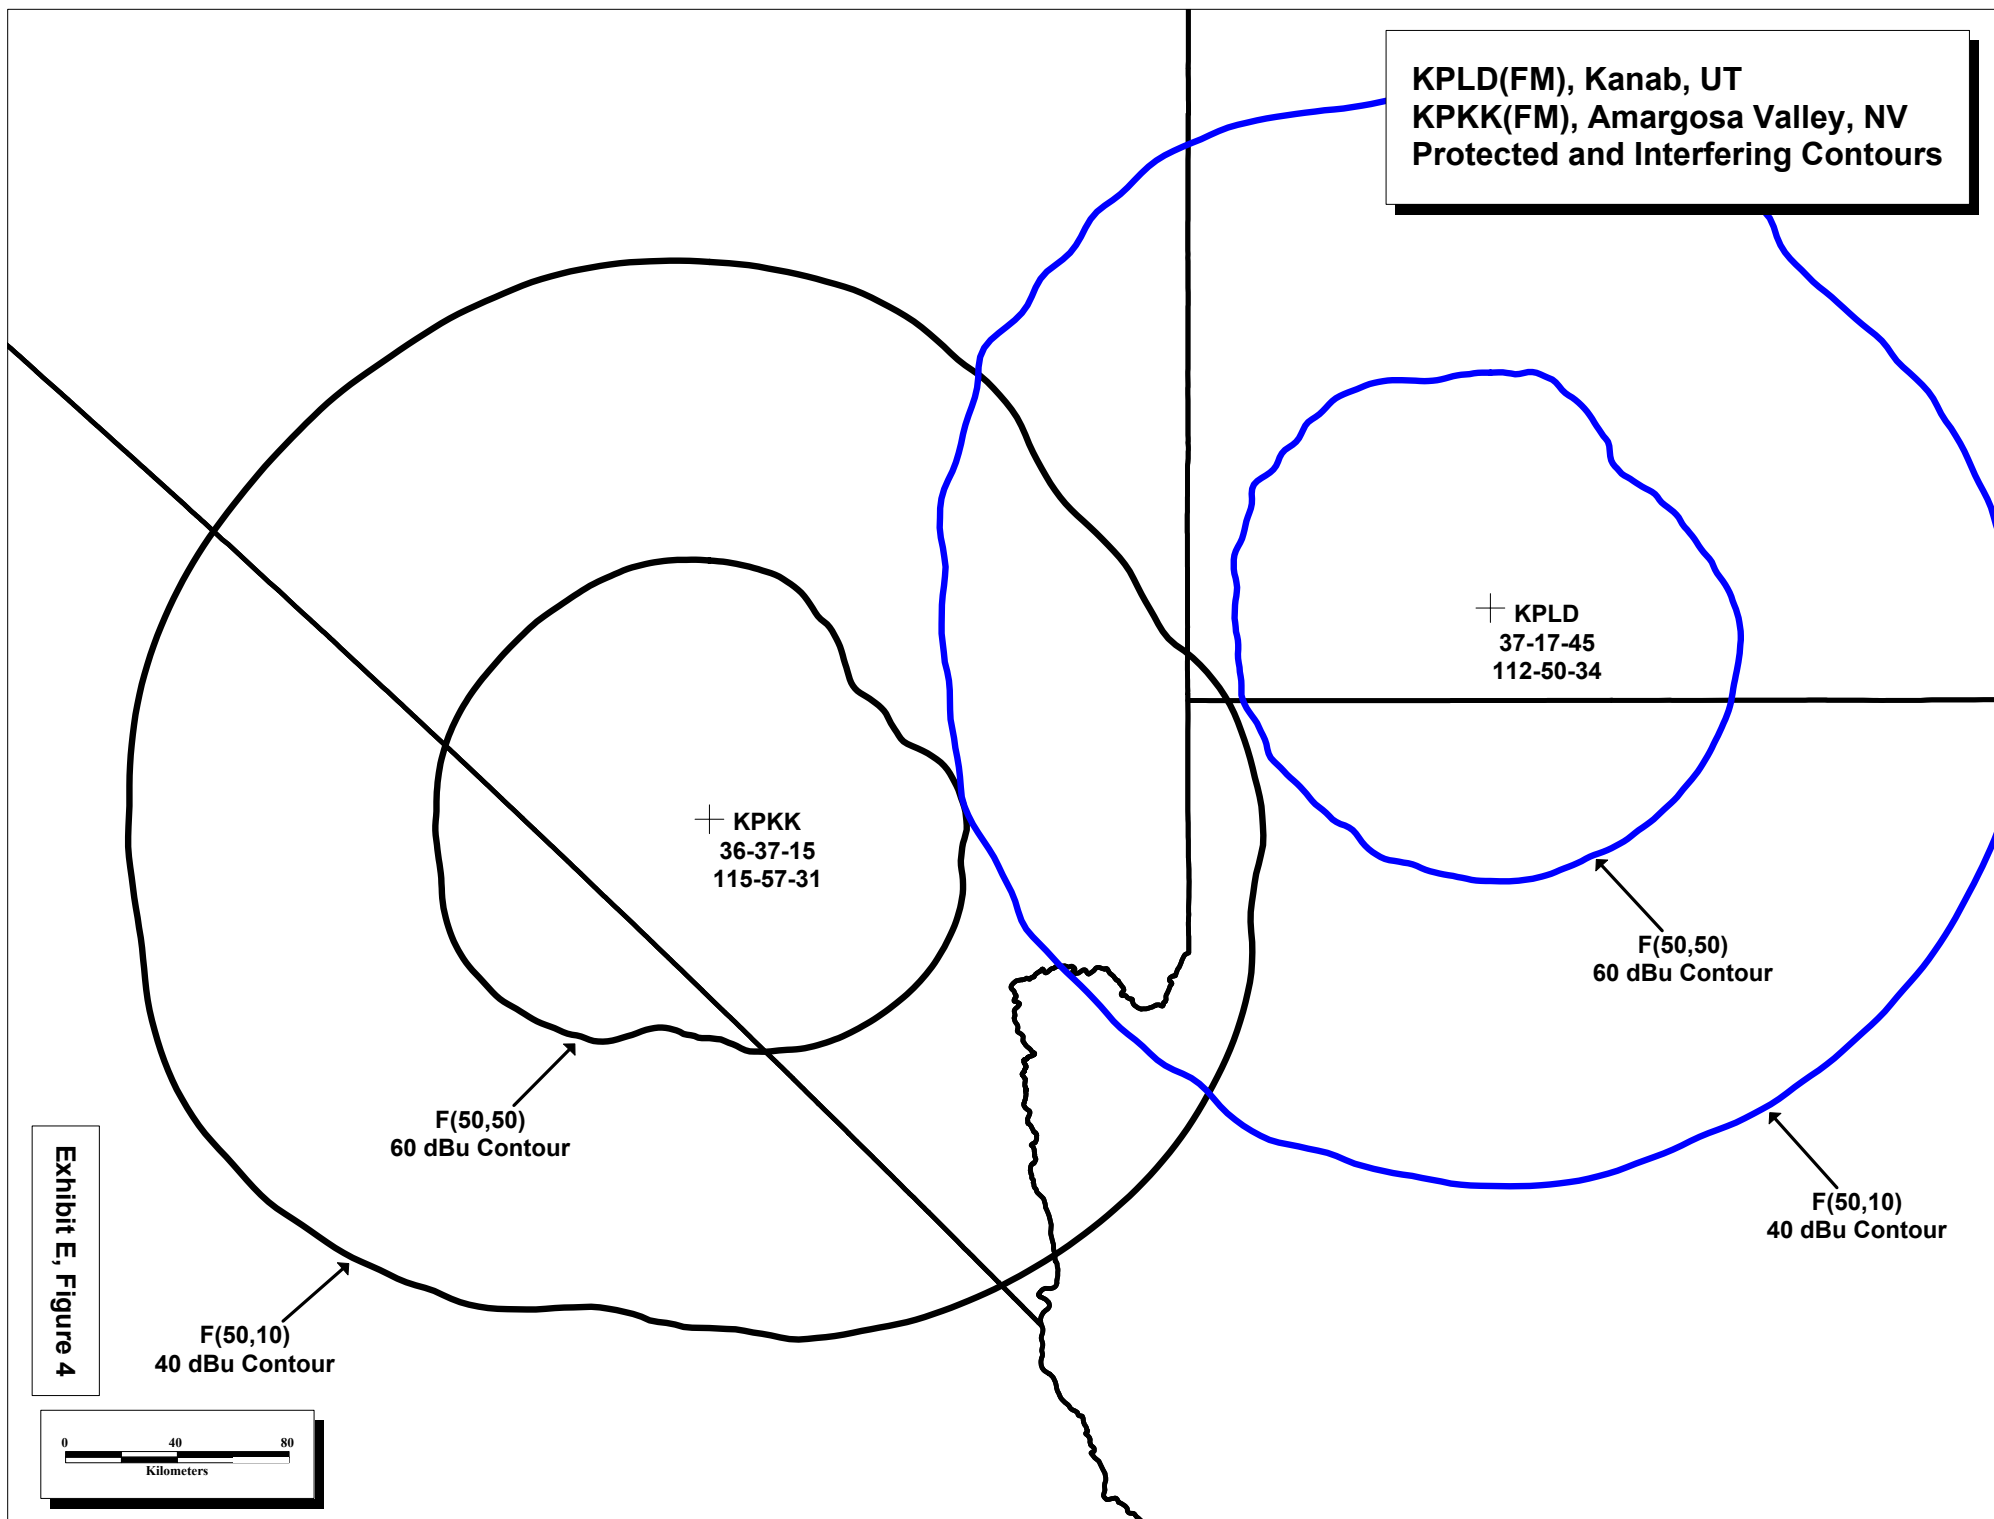 KPLD(FM), Kanab, UT
KPKK(FM), Amargosa Valley, NV
Protected and Interfering Contours
KPLD
37-17-45
112-50-34
KPKK
36-37-15
115-57-31
F(50,50)
60 dBu Contour
F(50,50)
60 dBu Contour
F(50,10)
40 dBu Contour
F(50,10)
40 dBu Contour
Exhibit E, Figure 4
0 40 80
Kilometers